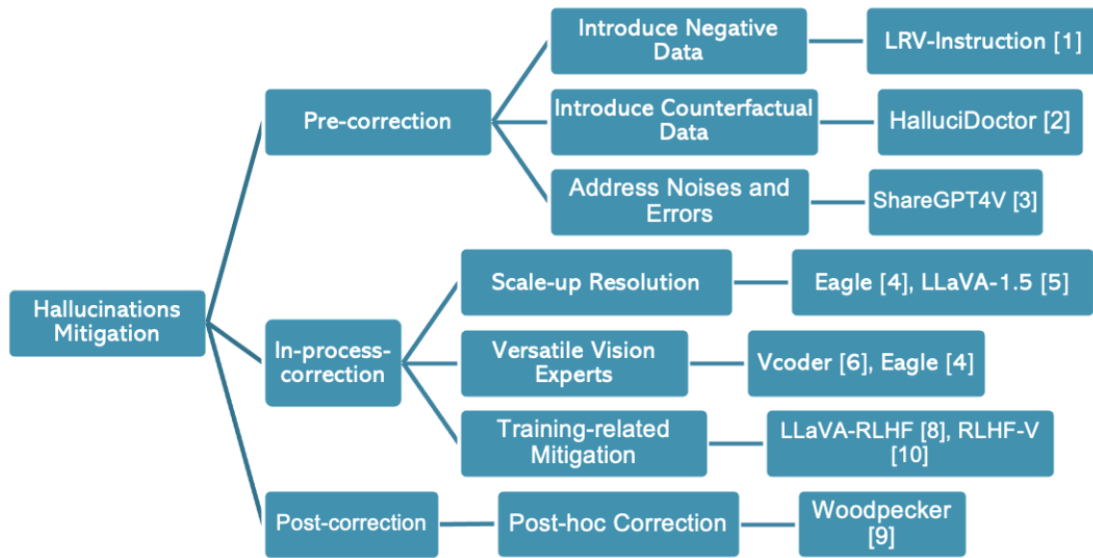 Introduce Negative
Data
LRV-Instruction [1]
Pre-correction
Introduce Counterfactual
Data
HalluciDoctor [2]
Address Noises and
Errors
ShareGPT4V [3]
Hallucinations
Mitigation
In-process-
correction
Scale-up Resolution
Eagle [4], LLaVA-1.5 [5]
Versatile Vision
Experts
Vcoder [6], Eagle [4]
Training-related
Mitigation
LLaVA-RLHF [8], RLHF-V
[10]
Post-correction
Post-hoc Correction
Woodpecker
[9]